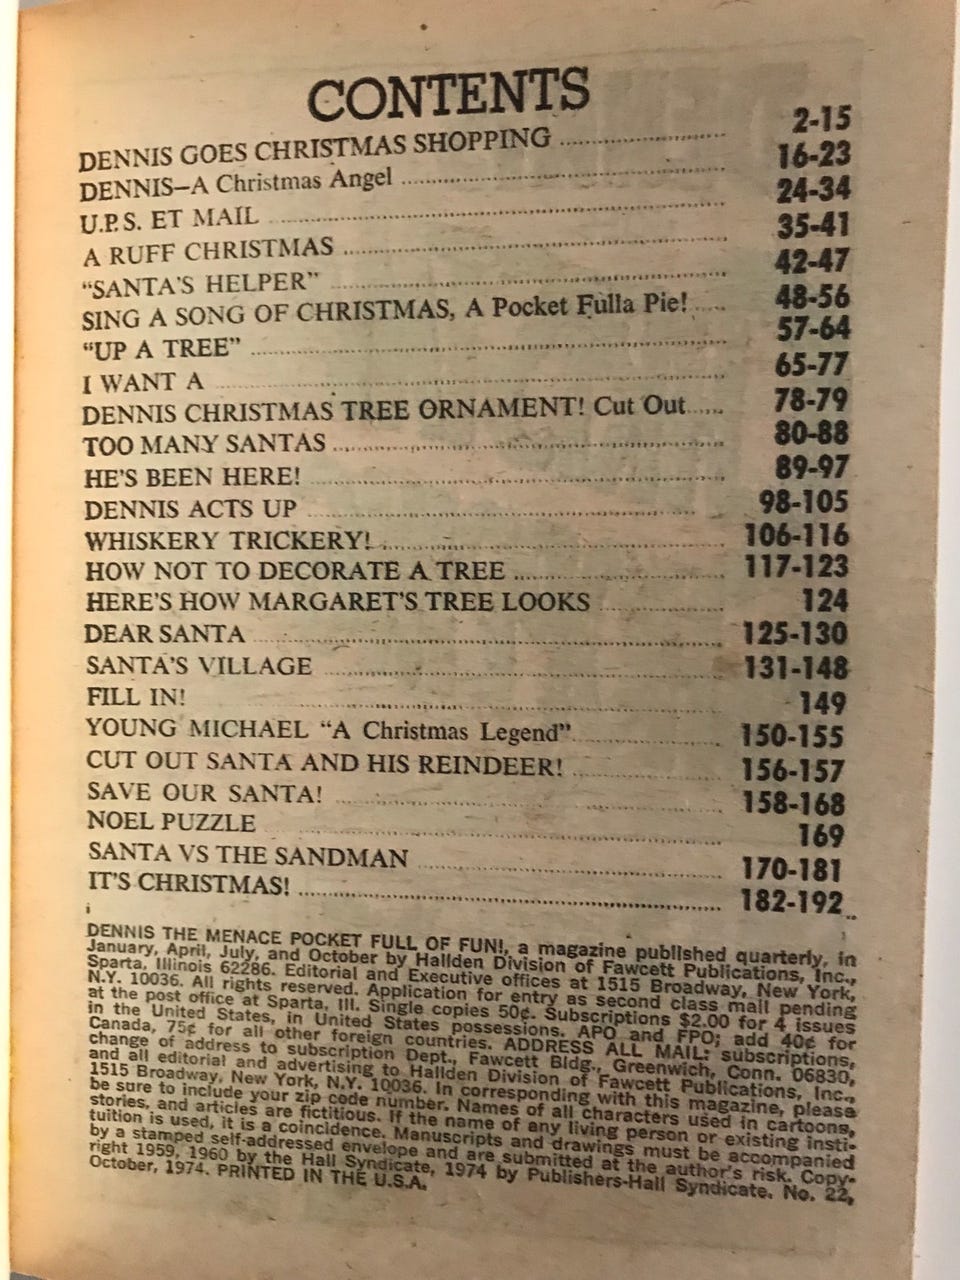 CONTENTS
DENNIS GOES CHRISTMAS SHOPPING ........ 2-15
DENNIS—A Christmas Angel ........ 16-23
U.P.S. ET MAIL ........ 24-34
A RUFF CHRISTMAS ........ 35-41
“SANTA'S HELPER” ........ 42-47
SING A SONG OF CHRISTMAS, A Pocket Fulla Pie! ..... 48-56
“UP A TREE” ........ 57-64
I WANT A ........ 65-77
DENNIS CHRISTMAS TREE ORNAMENT! Cut Out..... 78-79
TOO MANY SANTAS ........ 80-88
HE'S BEEN HERE! ........ 89-97
DENNIS ACTS UP ........ 98-105
WHISKERY TRICKERY! ........ 106-116
HOW NOT TO DECORATE A TREE ........ 117-123
HERE'S HOW MARGARET'S TREE LOOKS ........ 124
DEAR SANTA ........ 125-130
SANTA'S VILLAGE ........ 131-148
FILL IN! ........ 149
YOUNG MICHAEL “A Christmas Legend” ........ 150-155
CUT OUT SANTA AND HIS REINDEER! ........ 156-157
SAVE OUR SANTA! ........ 158-168
NOEL PUZZLE ........ 169
SANTA VS THE SANDMAN ........ 170-181
IT'S CHRISTMAS! ........ 182-192
DENNIS THE MENACE POCKET FULL OF FUN!, a magazine published quarterly, in
January, April, July, and October by Hallden Division of Fawcett Publications, Inc.,
Sparta, Illinois 62286. Editorial and Executive offices at 1515 Broadway, New York,
N.Y. 10036. All rights reserved. Application for entry as second class mail pending
at the post office at Sparta, Ill. Single copies 50¢. Subscriptions $2.00 for 4 issues
in the United States, in United States possessions. APO and FPO; add 40¢ for
Canada, 75¢ for all other foreign countries. ADDRESS ALL MAIL: subscriptions,
change of address to subscription Dept., Fawcett Bldg., Greenwich, Conn. 06830,
and all editorial and advertising to Hallden Division of Fawcett Publications, Inc.,
1515 Broadway, New York, N.Y. 10036. In corresponding with this magazine, please
be sure to include your zip code number. Names of all characters used in cartoons,
stories, and articles are fictitious. If the name of any living person or existing insti-
tuition is used, it is a coincidence. Manuscripts and drawings must be accompanied
by a stamped self-addressed envelope and are submitted at the author's risk. Copy-
right 1959, 1960 by the Hall Syndicate, 1974 by Publishers-Hall Syndicate. No. 22,
October, 1974. PRINTED IN THE U.S.A.